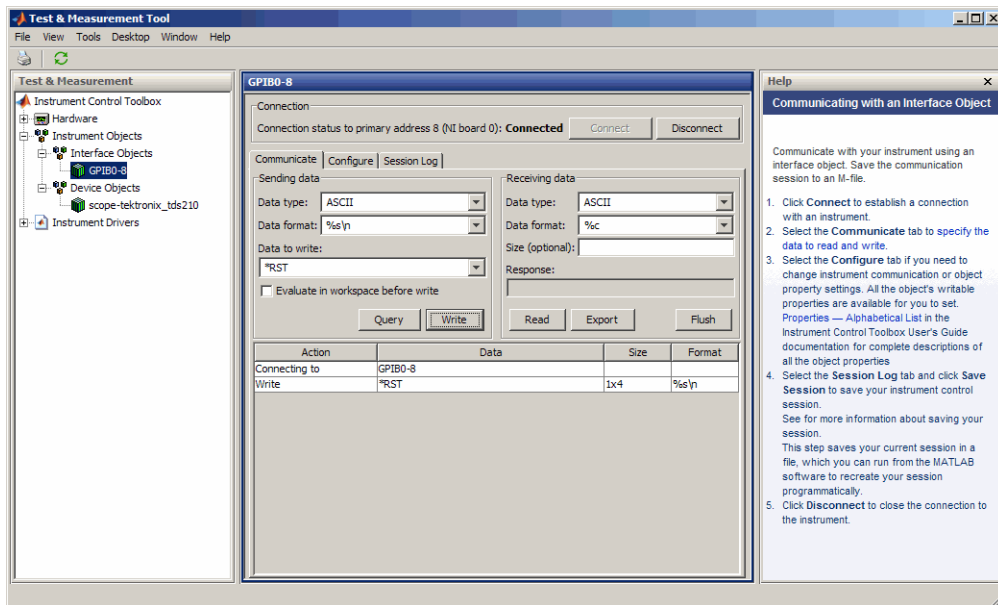 Test & Measurement Tool
File View Tools Desktop Window Help
Test & Measurement
Instrument Control Toolbox
Hardware
Instrument Objects
Interface Objects
GPIB0-8
Device Objects
scope-tektronix_tds210
Instrument Drivers
GPIB0-8
Connection
Connection status to primary address 8 (NI board 0): Connected Connect Disconnect
Communicate Configure Session Log
Sending data
Data type: ASCII
Data format: %s\n
Data to write:
*RST
Evaluate in workspace before write
Query Write
Receiving data
Data type: ASCII
Data format: %c
Size (optional):
Response:
Read Export Flush
Action Data Size Format
Connecting to GPIB0-8
Write *RST 1x4 %s\n
Help X
Communicating with an Interface Object
Communicate with your instrument using an
interface object. Save the communication
session to an M-file.
1. Click Connect to establish a connection
with an instrument.
2. Select the Communicate tab to specify the
data to read and write.
3. Select the Configure tab if you need to
change instrument communication or object
property settings. All the object's writable
properties are available for you to set.
Properties — Alphabetical List in the
Instrument Control Toolbox User's Guide
documentation for complete descriptions of
all the object properties
4. Select the Session Log tab and click Save
Session to save your instrument control
session.
See for more information about saving your
session.
This step saves your current session in a
file, which you can run from the MATLAB
software to recreate your session
programmatically.
5. Click Disconnect to close the connection to
the instrument.